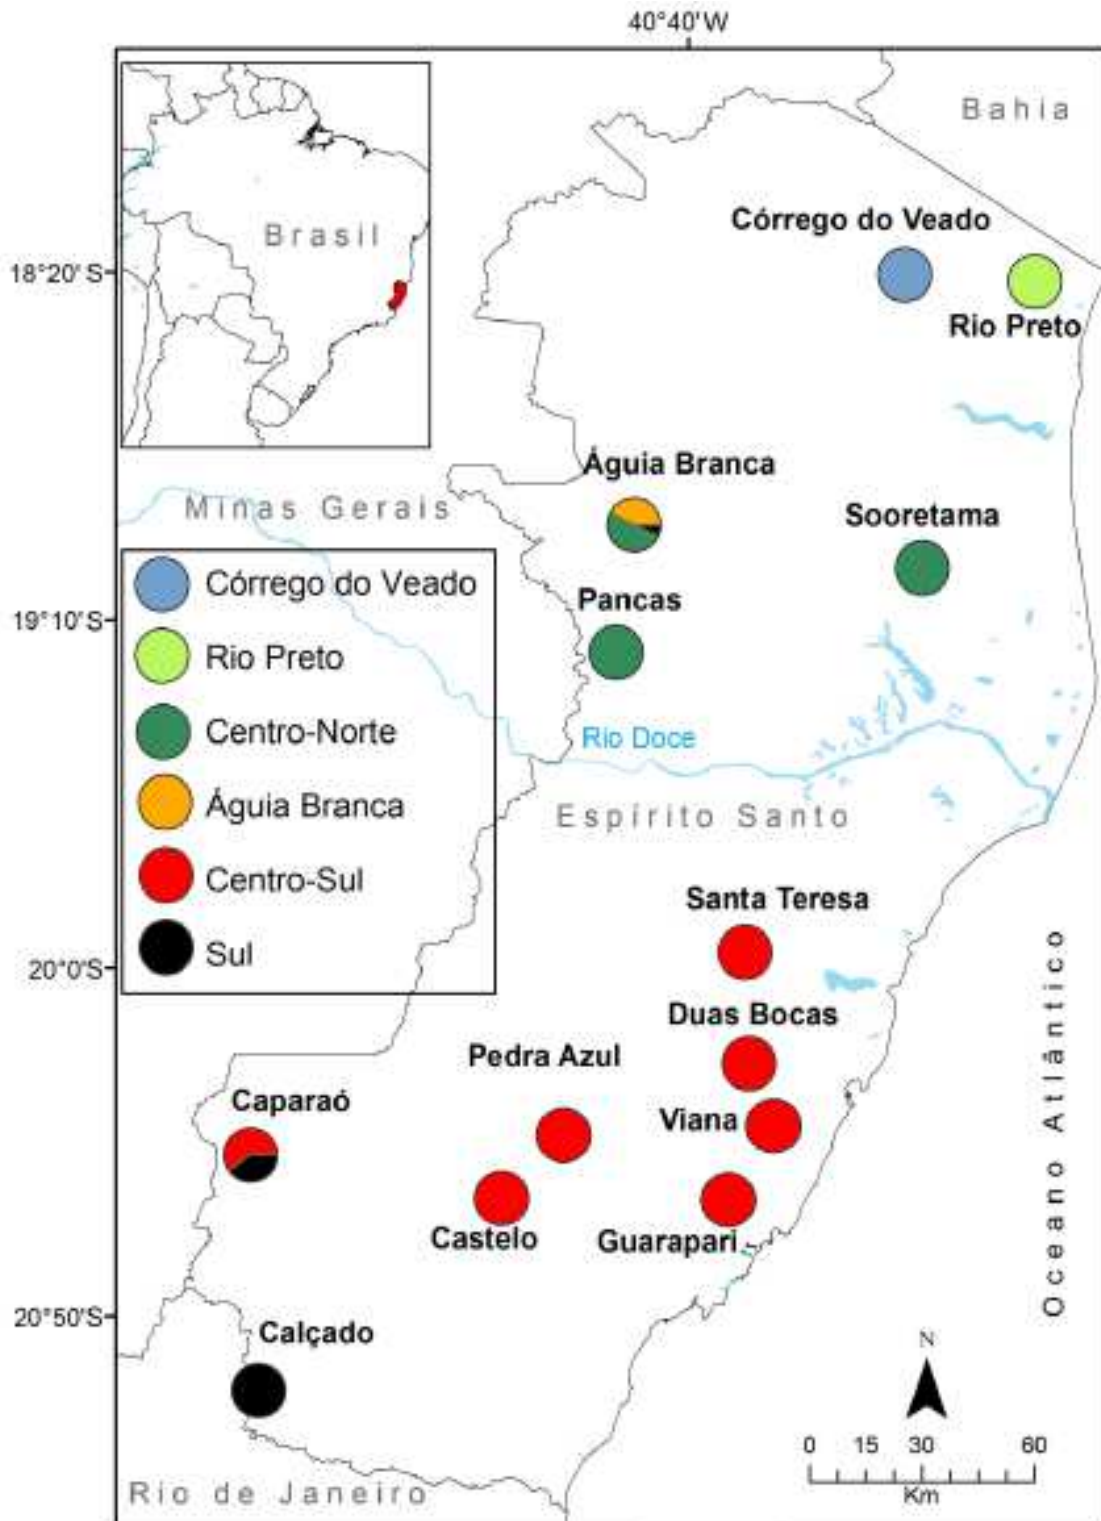 40°40'W
Bahia
Brasil
Córrego do Veado
18°20'S
Rio Preto
Águia Branca
Minas Gerais
Sooretama
Córrego do Veado
Pancas
19°10'S
Rio Preto
Centro-Norte
Rio Doce
Águia Branca
Espírito Santo
Centro-Sul
Santa Teresa
Sul
20°0'S
Duas Bocas
Oceano Atlântico
Pedra Azul
Caparaó
Viana
Castelo
Guarapari
20°50'S
Calçado
N
0 15 30 60
Km
Rio de Janeiro